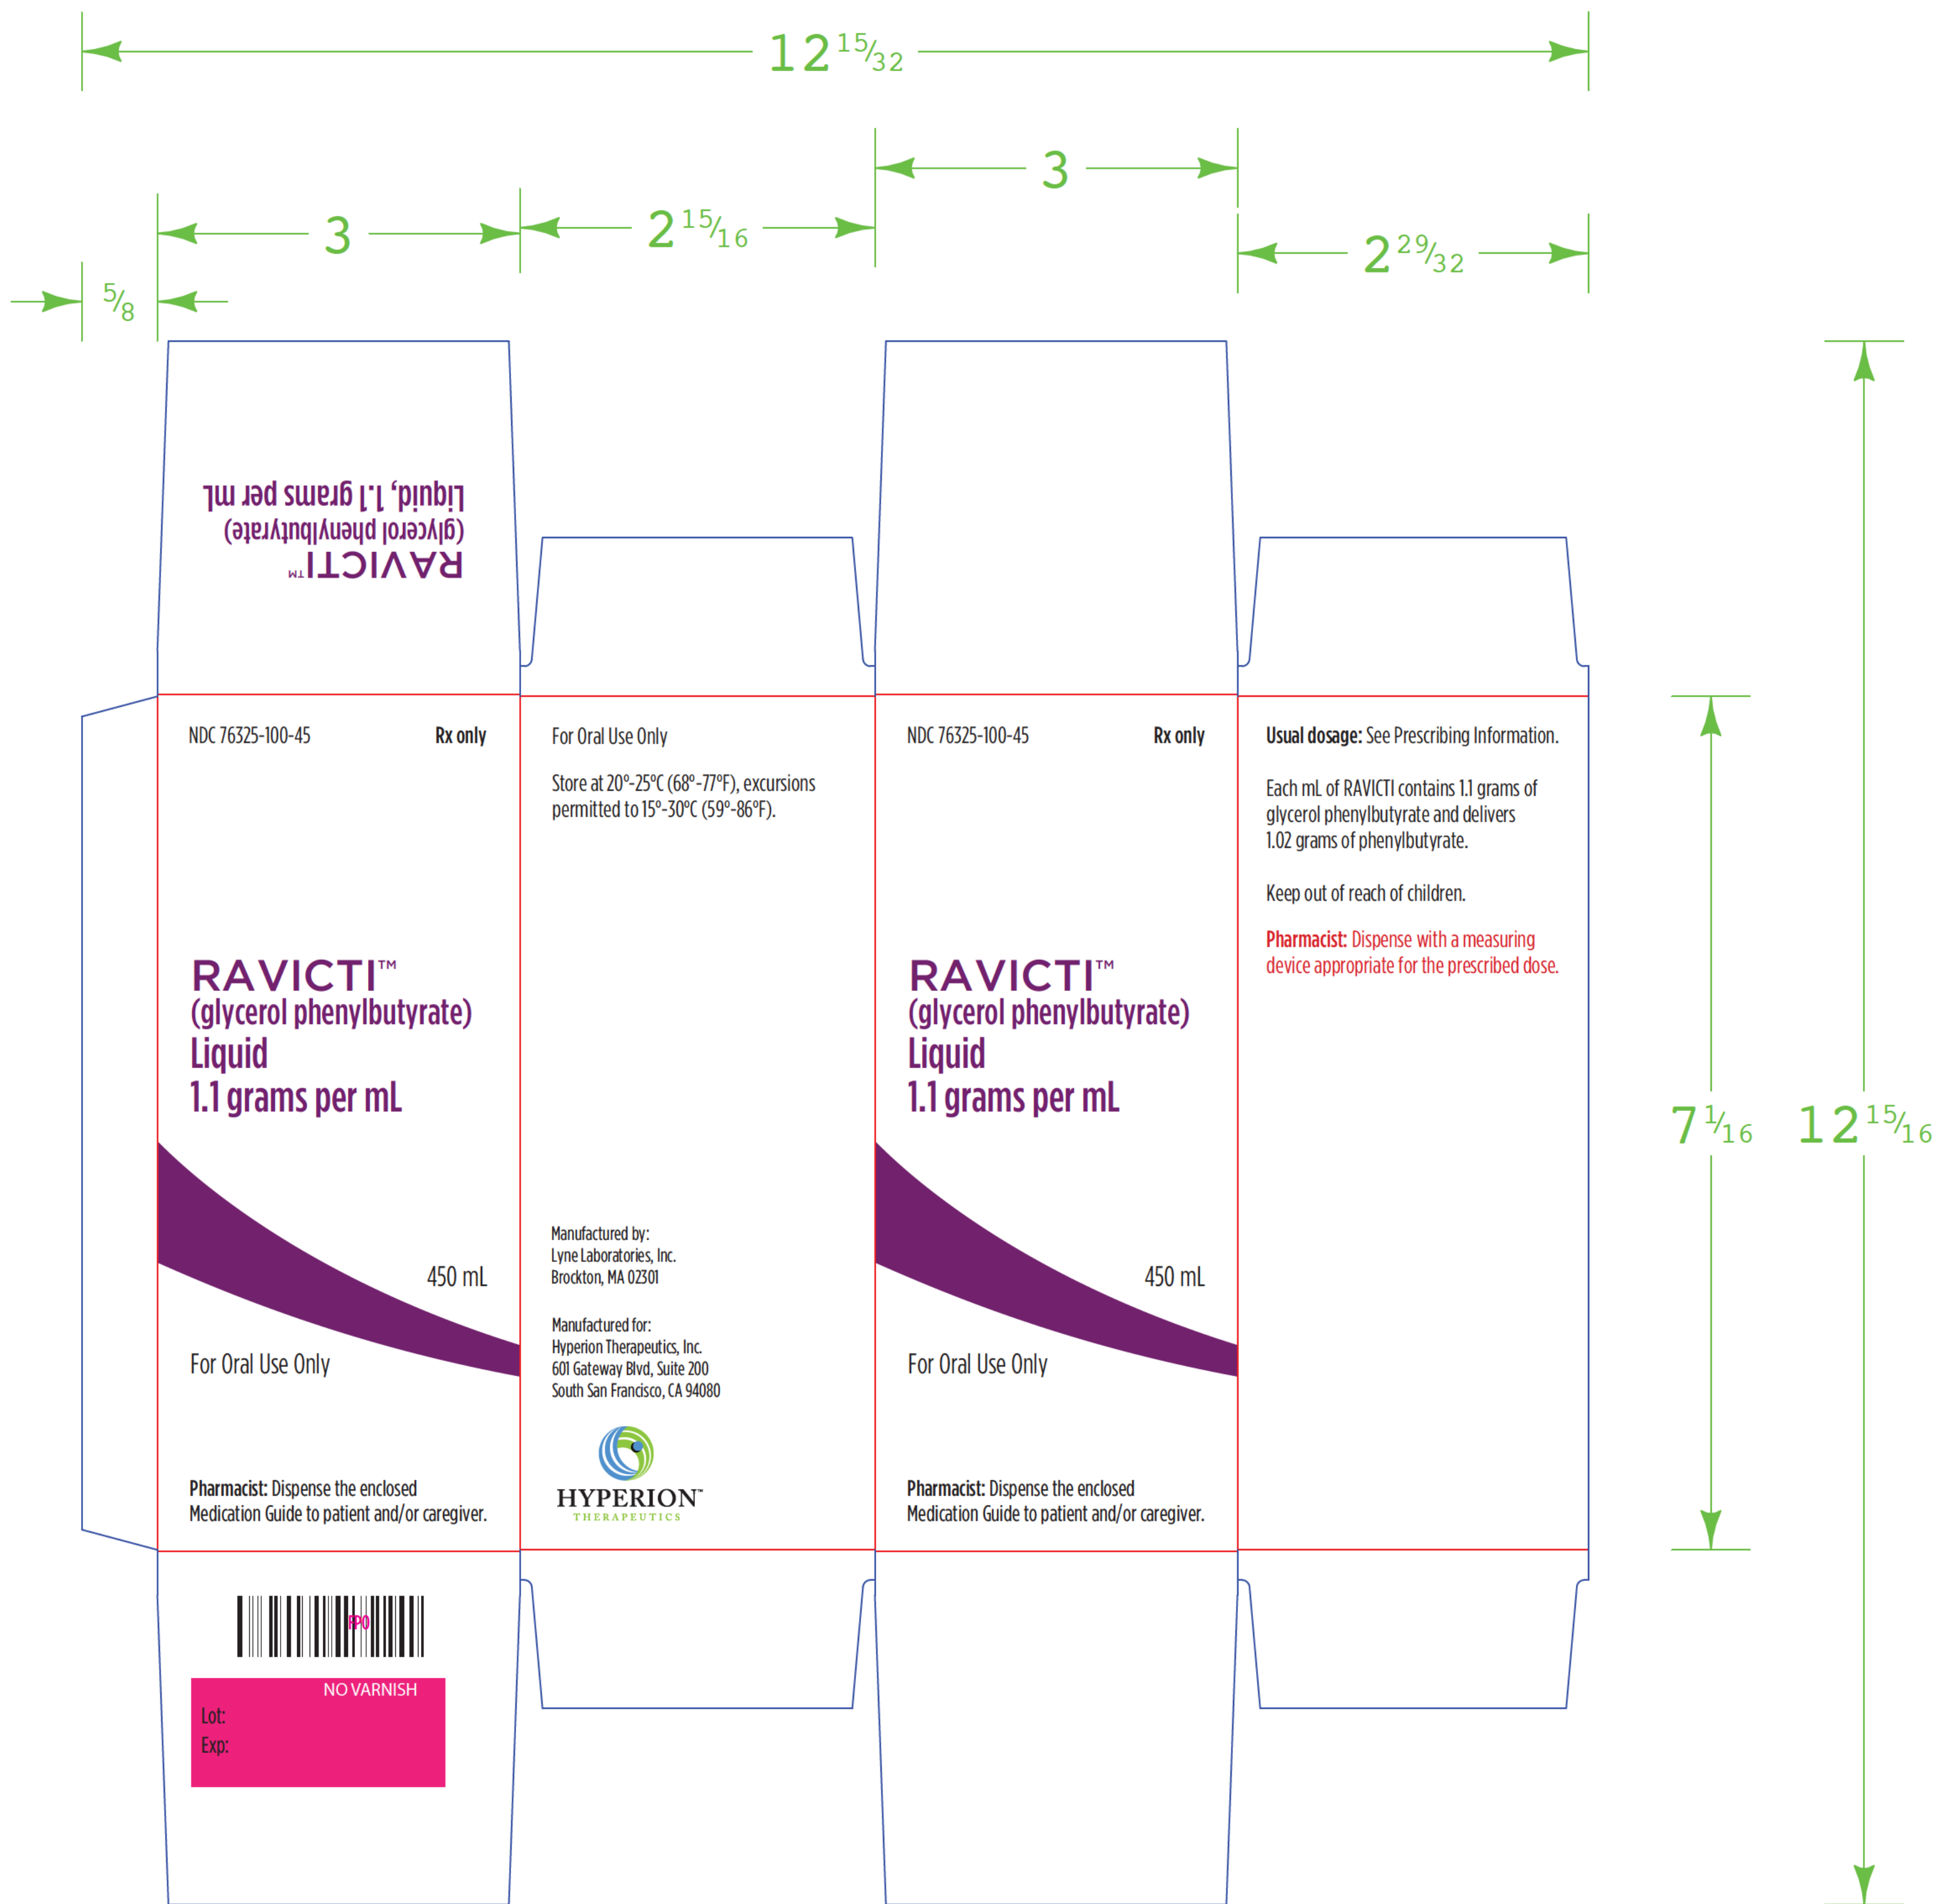 12 15/32
3
3
2 15/16
2 29/32
5/8
RAVICTI™
(glycerol phenylbutyrate)
Liquid, 1.1 grams per mL
NDC 76325-100-45 Rx only
RAVICTI™
(glycerol phenylbutyrate)
Liquid
1.1 grams per mL
450 mL
For Oral Use Only
Pharmacist: Dispense the enclosed
Medication Guide to patient and/or caregiver.
For Oral Use Only
Store at 20º-25ºC (68º-77ºF), excursions
permitted to 15º-30ºC (59º-86ºF).
Manufactured by:
Lyne Laboratories, Inc.
Brockton, MA 02301
Manufactured for:
Hyperion Therapeutics, Inc.
601 Gateway Blvd, Suite 200
South San Francisco, CA 94080
HYPERION™
THERAPEUTICS
NDC 76325-100-45 Rx only
RAVICTI™
(glycerol phenylbutyrate)
Liquid
1.1 grams per mL
450 mL
For Oral Use Only
Pharmacist: Dispense the enclosed
Medication Guide to patient and/or caregiver.
Usual dosage: See Prescribing Information.
Each mL of RAVICTI contains 1.1 grams of
glycerol phenylbutyrate and delivers
1.02 grams of phenylbutyrate.
Keep out of reach of children.
Pharmacist: Dispense with a measuring
device appropriate for the prescribed dose.
7 1/16
12 15/16
FPO
NO VARNISH
Lot:
Exp: